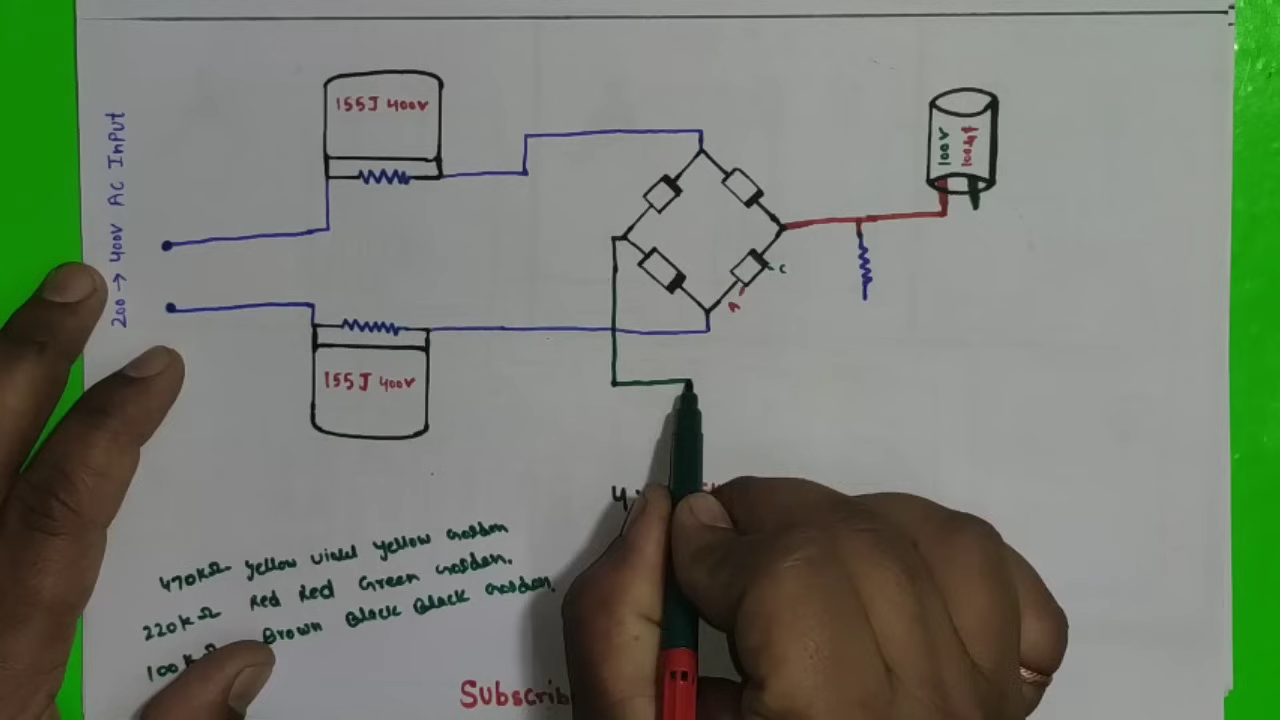 155J 400v
100v
100µf
200 → 400V AC InPut
C
A
155J 400v
470KΩ Yellow Violet Yellow Golden
220KΩ Red Red Green Golden.
100K Brown Black Black Golden,
Subscrib